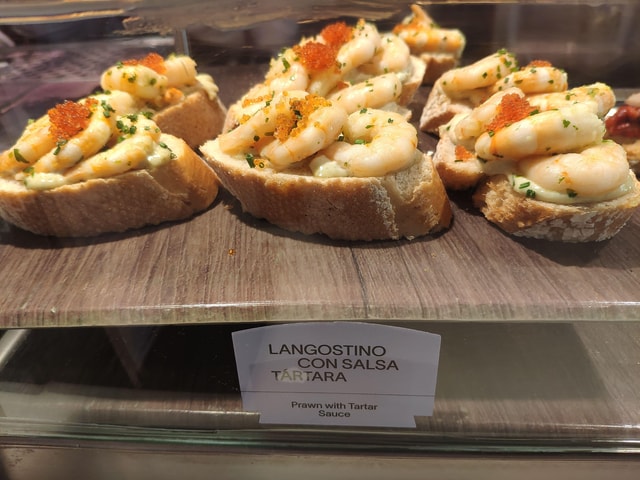 LANGOSTINO
CON SALSA
TÁRTARA
Prawn with Tartar
Sauce